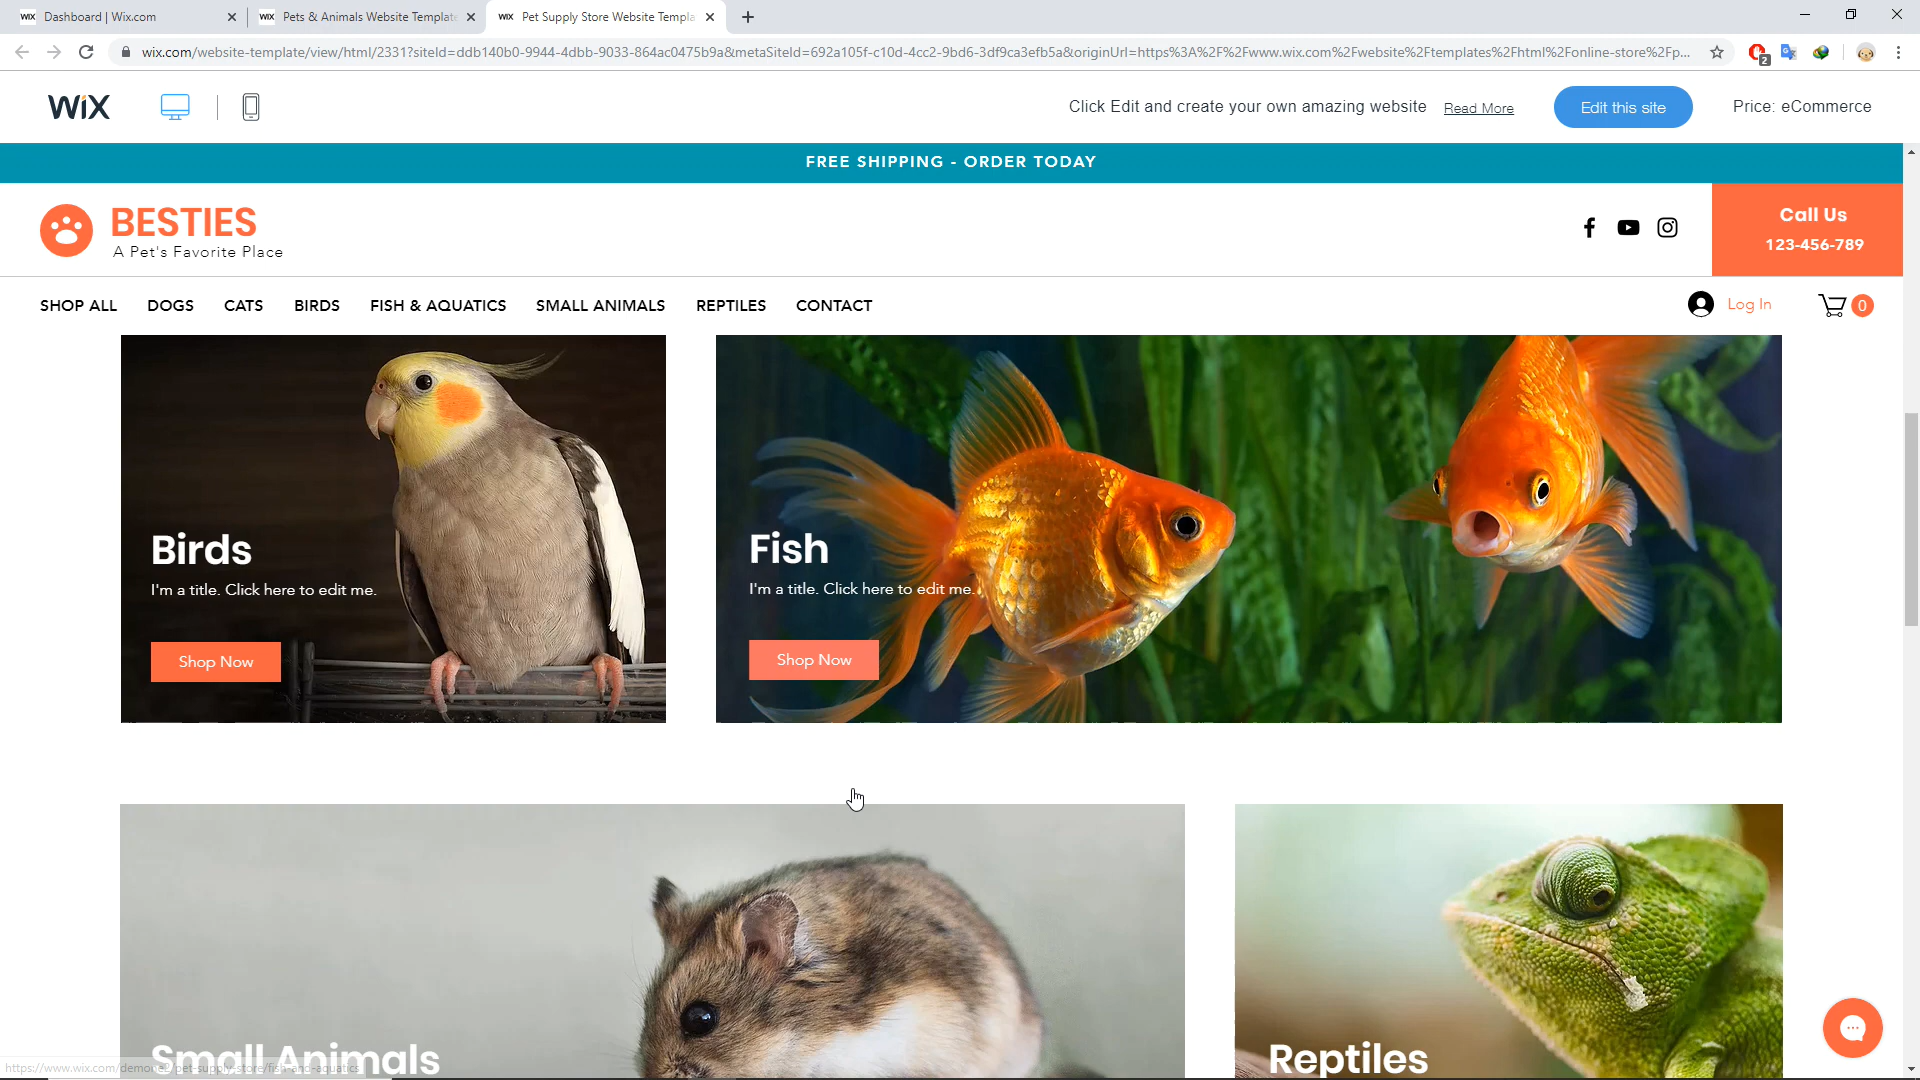 WIX Dashboard | Wix.com
WIX Pets & Animals Website Template
WIX Pet Supply Store Website Templa
wix.com/website-template/view/html/2331?siteId=ddb140b0-9944-4dbb-9033-864ac0475b9a&metaSiteId=692a105f-c10d-4cc2-9bd6-3df9ca3efb5a&originUrl=https%3A%2F%2Fwww.wix.com%2Fwebsite%2Ftemplates%2Fhtml%2Fonline-store%2Fp...
2
WiX
Click Edit and create your own amazing website Read More
Edit this site
Price: eCommerce
FREE SHIPPING - ORDER TODAY
BESTIES
A Pet's Favorite Place
Call Us
123-456-789
SHOP ALL DOGS CATS BIRDS FISH & AQUATICS SMALL ANIMALS REPTILES CONTACT
Log In
0
Birds
I'm a title. Click here to edit me.
Shop Now
Fish
I'm a title. Click here to edit me.
Shop Now
Small Animals
Reptiles